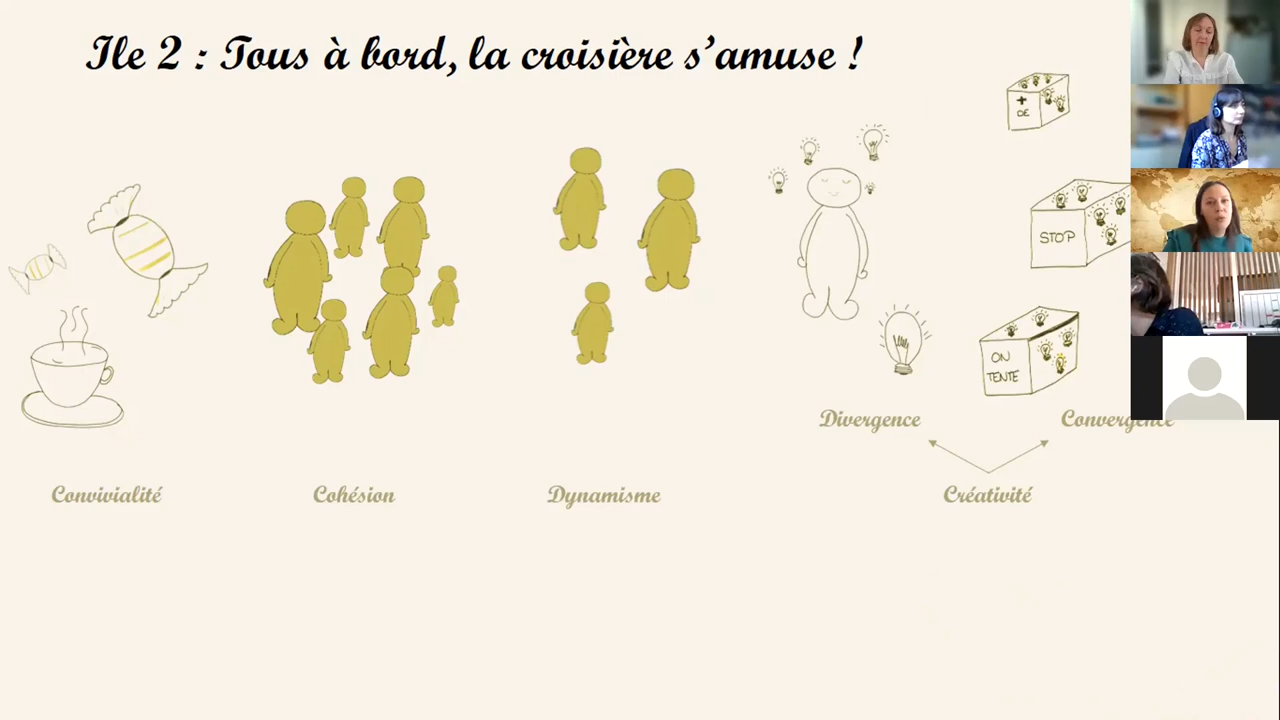 Ile 2 : Tous à bord, la croisière s'amuse !
+
DE
STOP
ON
TENTE
Divergence
Convergence
Convivialité
Cohésion
Dynamisme
Créativité